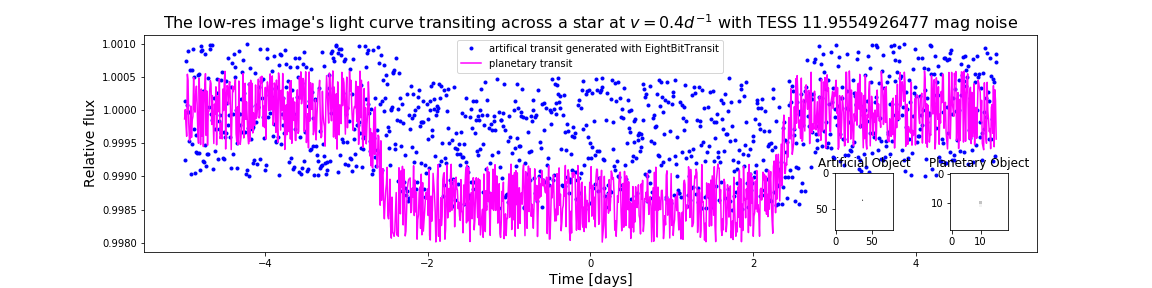 The low-res image's light curve transiting across a star at v = 0.4d⁻¹ with TESS 11.9554926477 mag noise
artifical transit generated with EightBitTransit
planetary transit
Relative flux
1.0010
1.0005
1.0000
0.9995
0.9990
0.9985
0.9980
Artificial Object
0
50
0
50
Planetary Object
0
10
0
10
−4
−2
0
2
4
Time [days]